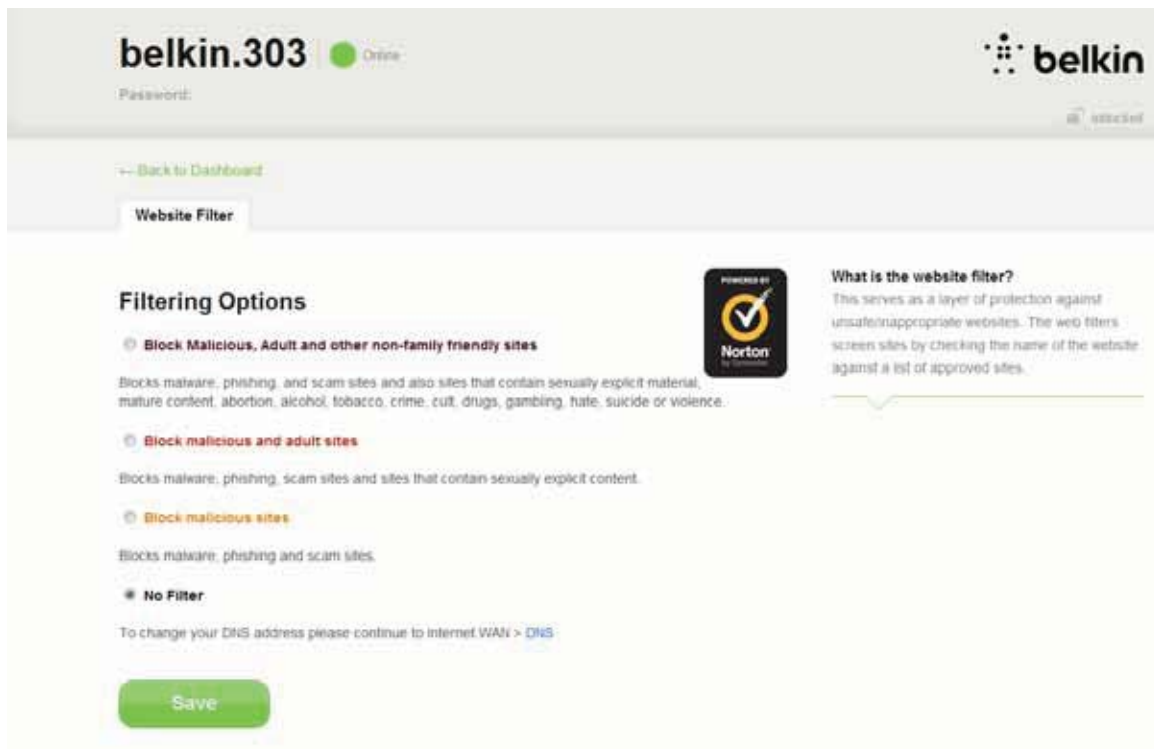 belkin.303 Online
belkin
Password:
unlocked
← Back to Dashboard
Website Filter
Filtering Options
Block Malicious, Adult and other non-family friendly sites
Blocks malware, phishing, and scam sites and also sites that contain sexually explicit material,
mature content, abortion, alcohol, tobacco, crime, cult, drugs, gambling, hate, suicide or violence.
Block malicious and adult sites
Blocks malware, phishing, scam sites and sites that contain sexually explicit content.
Block malicious sites
Blocks malware, phishing and scam sites.
No Filter
To change your DNS address please continue to Internet WAN > DNS
Save
POWERED BY
Norton
by Symantec
What is the website filter?
This serves as a layer of protection against
unsafe/inappropriate websites. The web filters
screen sites by checking the name of the website
against a list of approved sites.